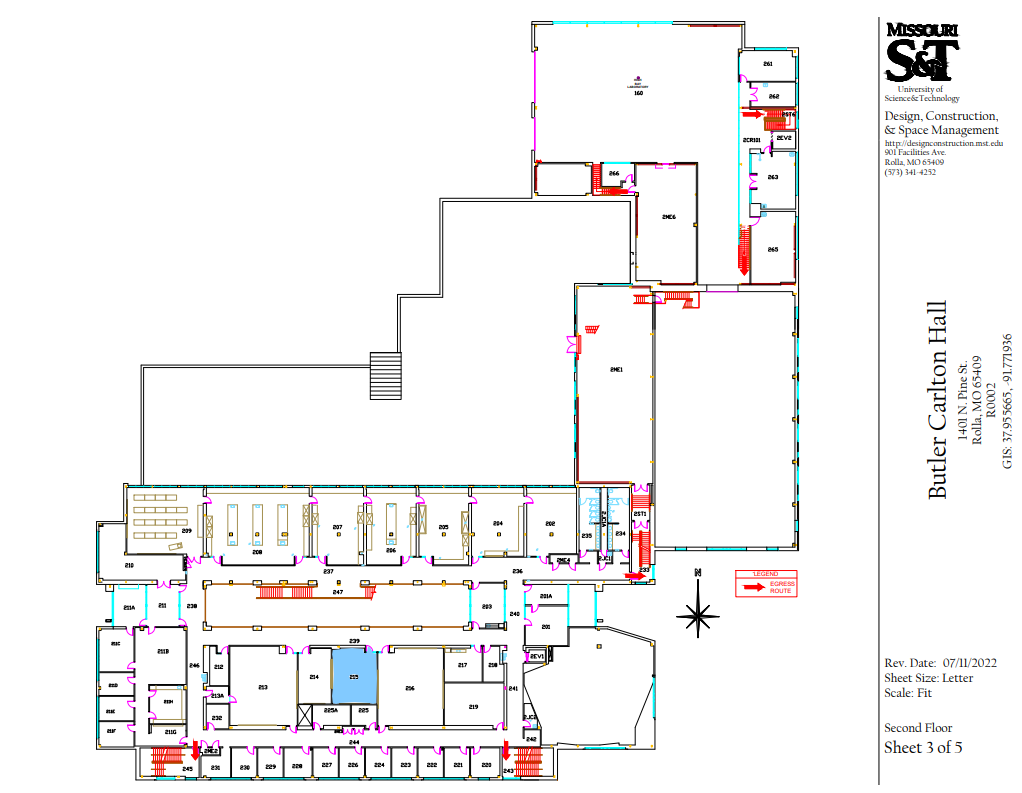 MISSOURI
S&T
University of
Science&Technology
Design, Construction,
& Space Management
http://designconstruction.mst.edu
901 Facilities Ave.
Rolla, MO 65409
(573) 341-4252
Butler Carlton Hall
1401 N. Pine St.
Rolla, MO 65409
R0002
GIS: 37.955665, -91.771936
Rev. Date: 07/11/2022
Sheet Size: Letter
Scale: Fit
Second Floor
Sheet 3 of 5
LABORATORY
160
261
262
2ST6
2CR101
2EV2
263
266
2ME6
265
2ME1
209
208
207
206
205
204
202
235
234
2ST1
233
210
237
236
2ME4
247
211A
211
238
203
240
201A
201
239
211C
211B
246
212
213
214
215
216
217
218
2EV1
211D
213A
241
211E
211H
232
225A
225
219
211F
211G
242
244
245
2ME2
231
230
229
228
227
226
224
223
222
221
220
243
N
"LEGEND
EGRESS
ROUTE